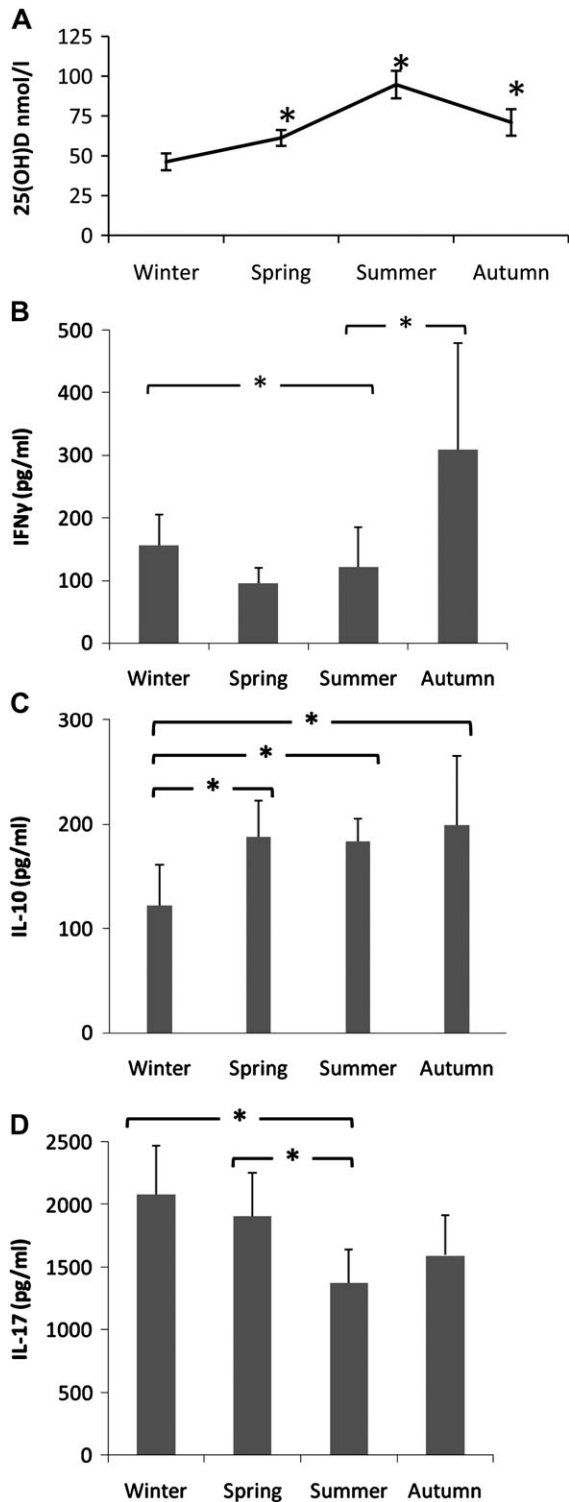 A
25(OH)D nmol/l
125
100
75
50
25
0
*
*
*
Winter Spring Summer Autumn
B
IFNγ (pg/ml)
500
400
300
200
100
0
*
*
Winter Spring Summer Autumn
C
IL-10 (pg/ml)
300
200
100
0
*
*
*
Winter Spring Summer Autumn
D
IL-17 (pg/ml)
2500
2000
1500
1000
500
0
*
*
Winter Spring Summer Autumn